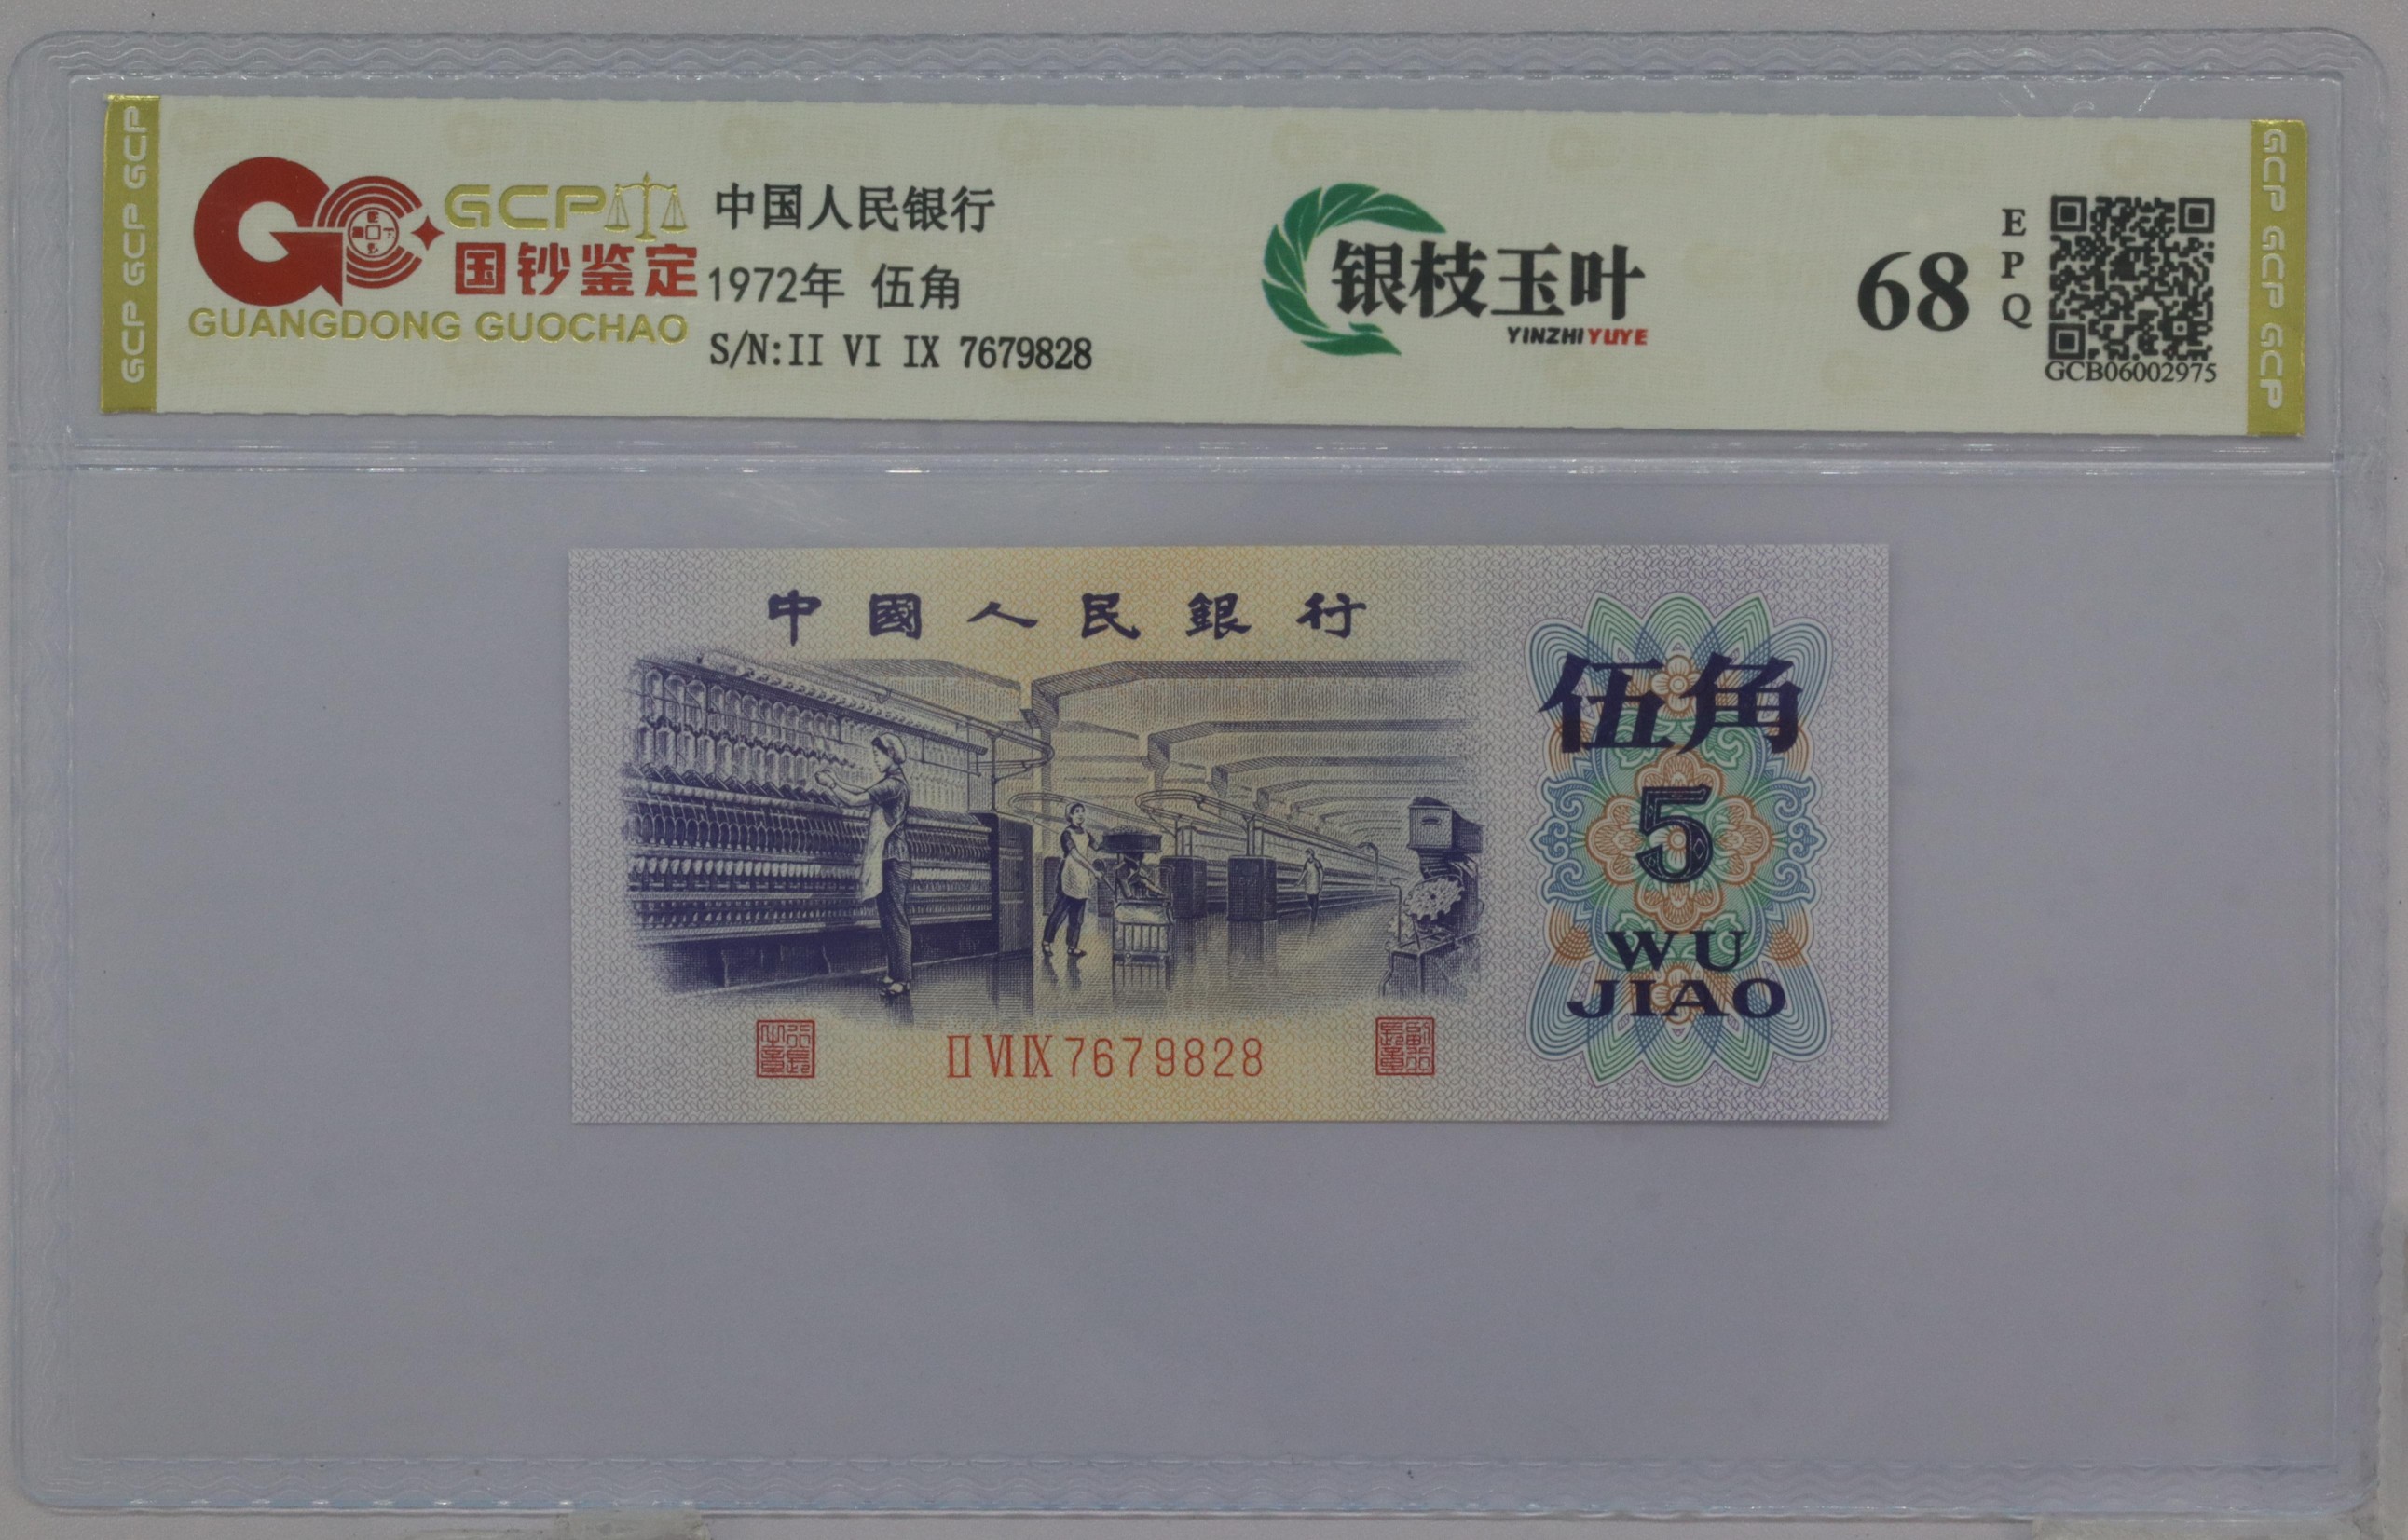 GCP GCP GCP
GCP
国钞鉴定
GUANGDONG GUOCHAO
中国人民银行
1972年 伍角
S/N:II VI IX 7679828
银枝玉叶
YINZHIYUYE
68
EPQ
GCB06002975
GCP GCP GCP
中國人民銀行
伍角
5
WU
JIAO
II VI IX 7679828